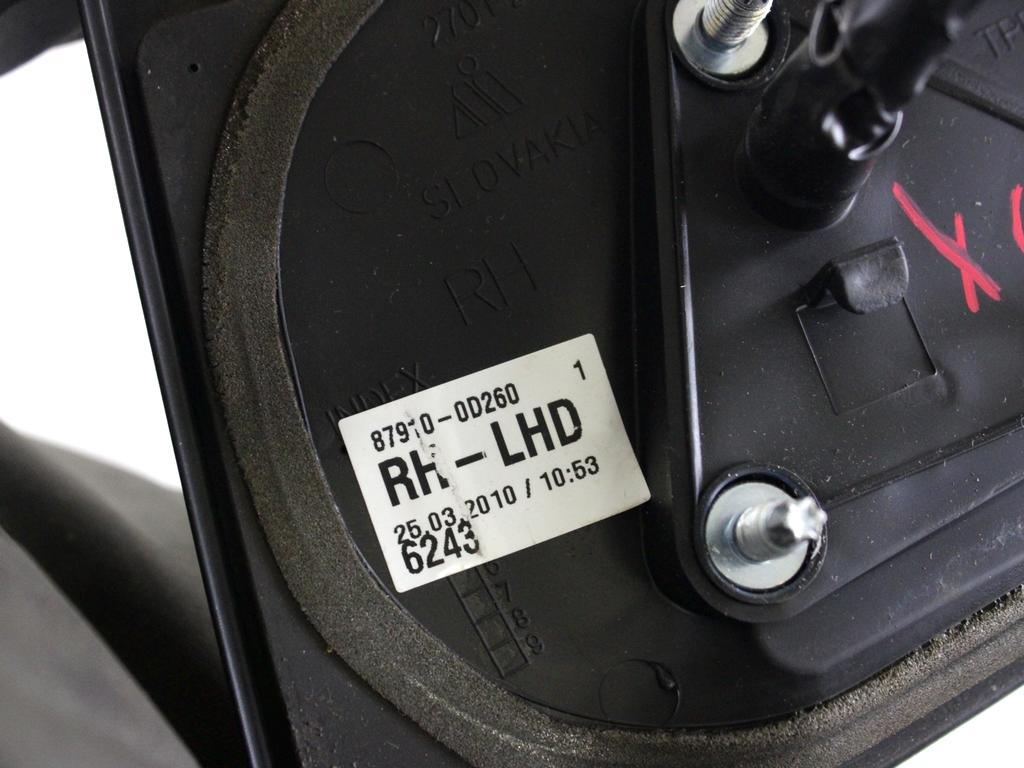 SLOVAKIA
RH
INDEX
87910-0D260 1
RH-LHD
25.03.2010 / 10:53
6243
7 8 9